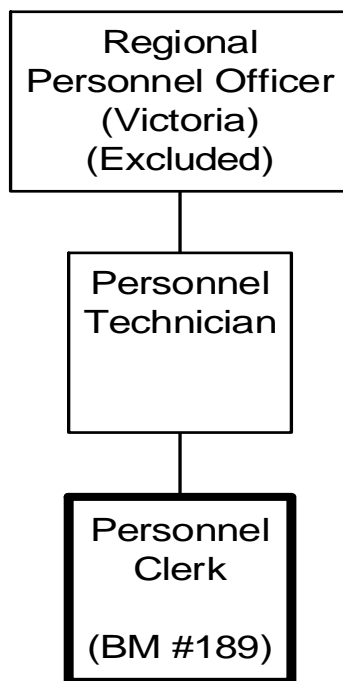 Regional
Personnel Officer
(Victoria)
(Excluded)
Personnel
Technician
Personnel
Clerk
(BM #189)